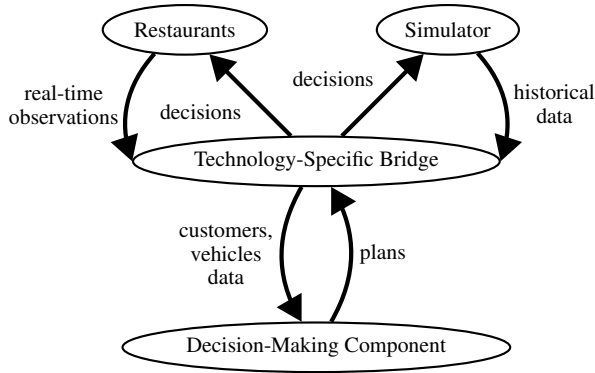 Restaurants
Simulator
real-time
observations
decisions
decisions
historical
data
Technology-Specific Bridge
customers,
vehicles
data
plans
Decision-Making Component